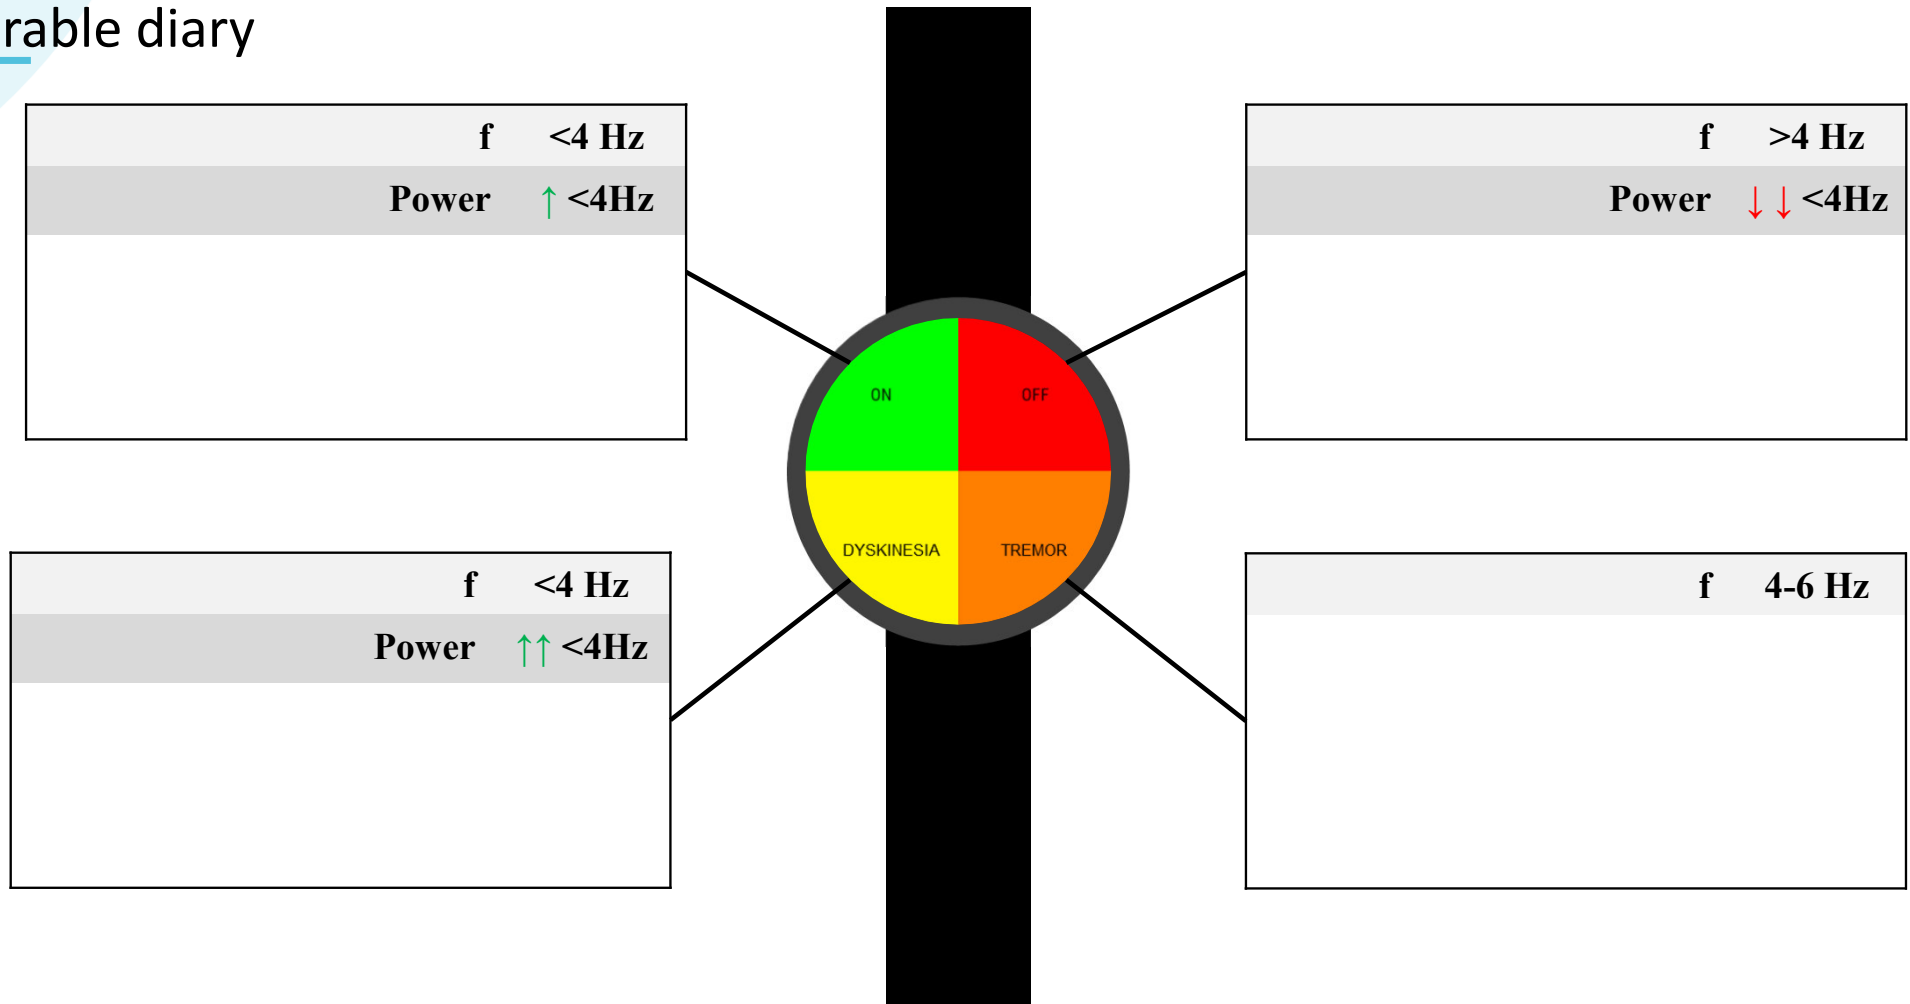 rable diary
f <4 Hz
Power ↑ <4Hz
f >4 Hz
Power ↓ ↓ <4Hz
ON
OFF
DYSKINESIA
TREMOR
f <4 Hz
Power ↑↑ <4Hz
f 4-6 Hz